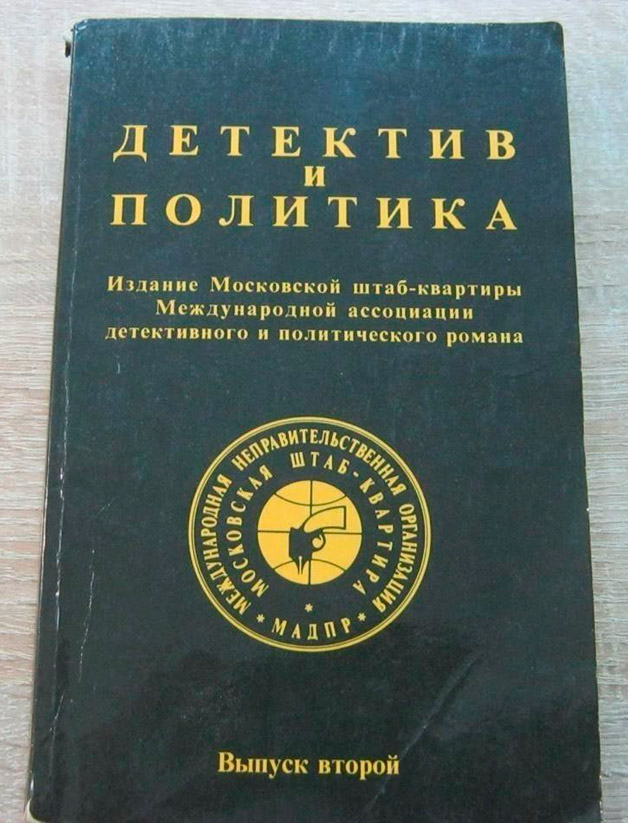 ДЕТЕКТИВ
И
ПОЛИТИКА
Издание Московской штаб-квартиры
Международной ассоциации
детективного и политического романа
МЕЖДУНАРОДНАЯ НЕПРАВИТЕЛЬСТВЕННАЯ ОРГАНИЗАЦИЯ
МОСКОВСКАЯ ШТАБ-КВАРТИРА
* МАДПР *
Выпуск второй